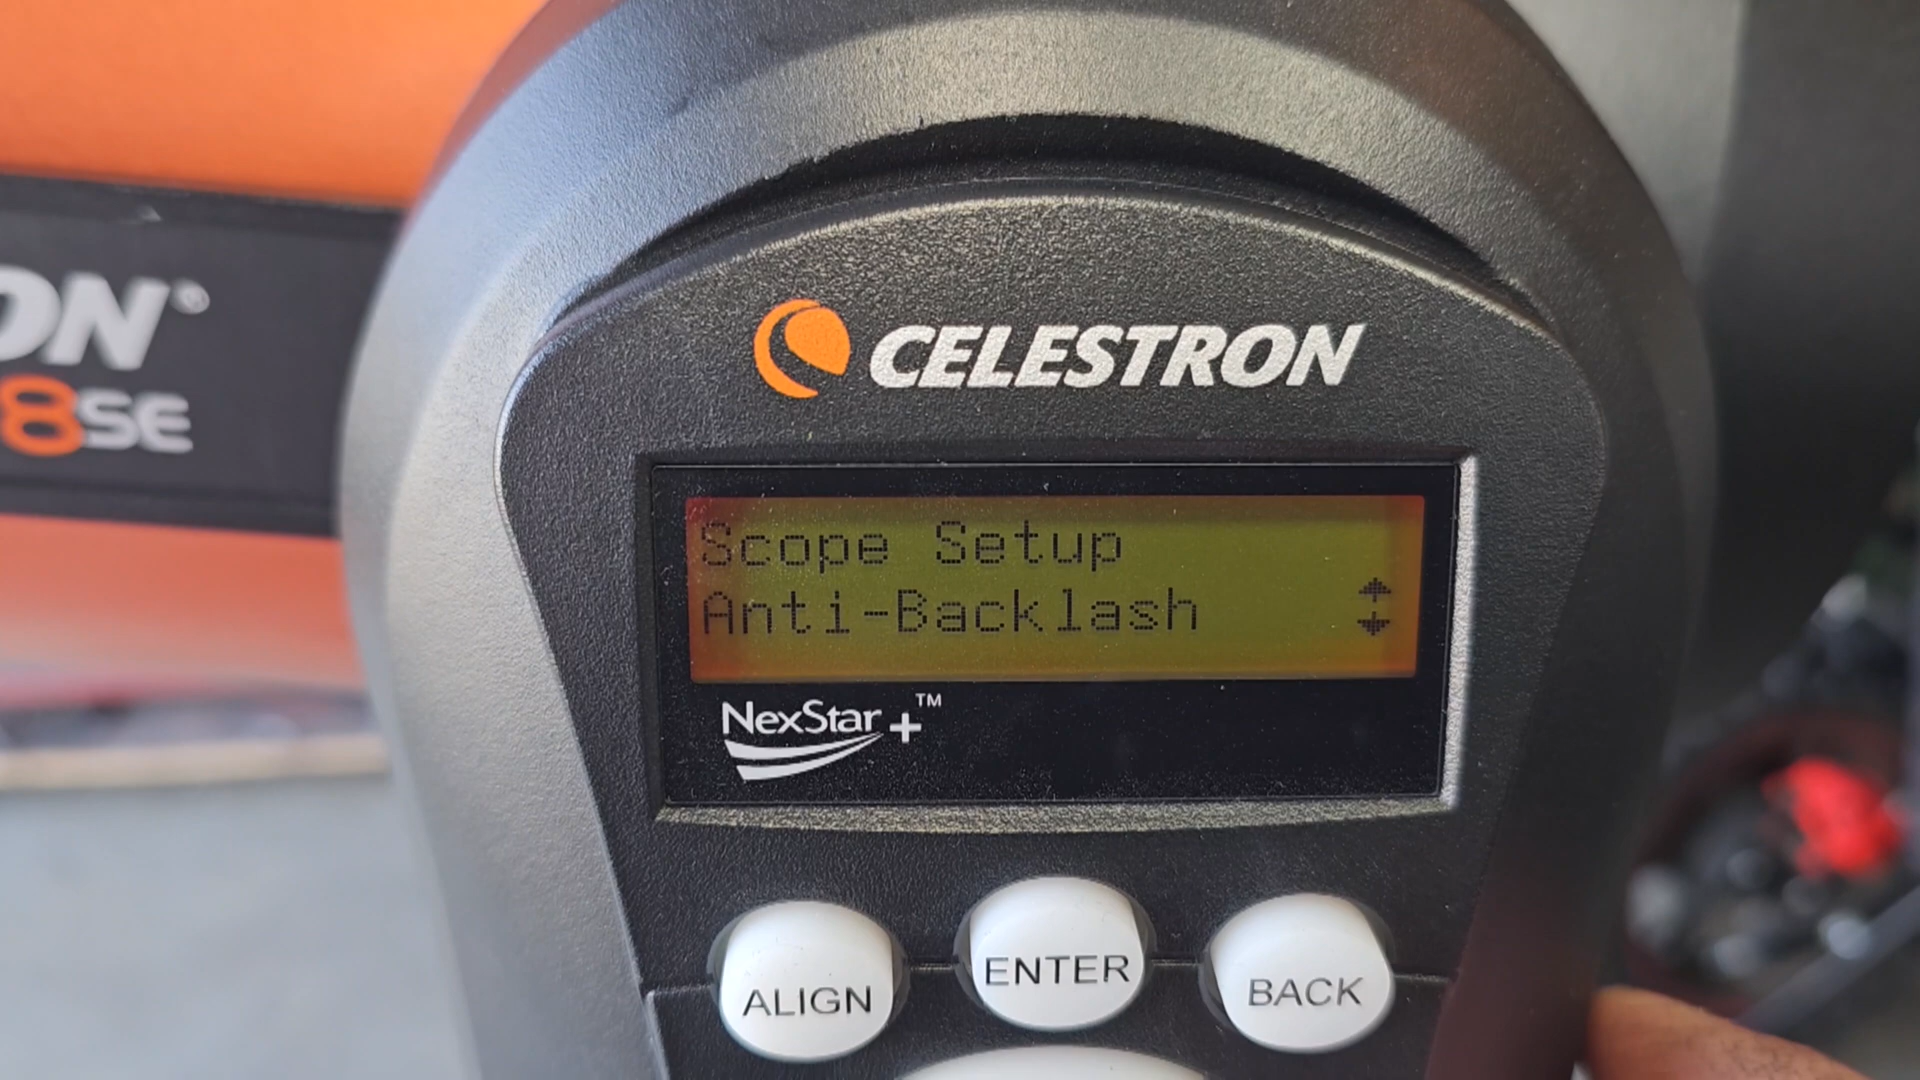 ON®
8SE
CELESTRON
Scope Setup
Anti-Backlash
NexStar+™
ALIGN
ENTER
BACK